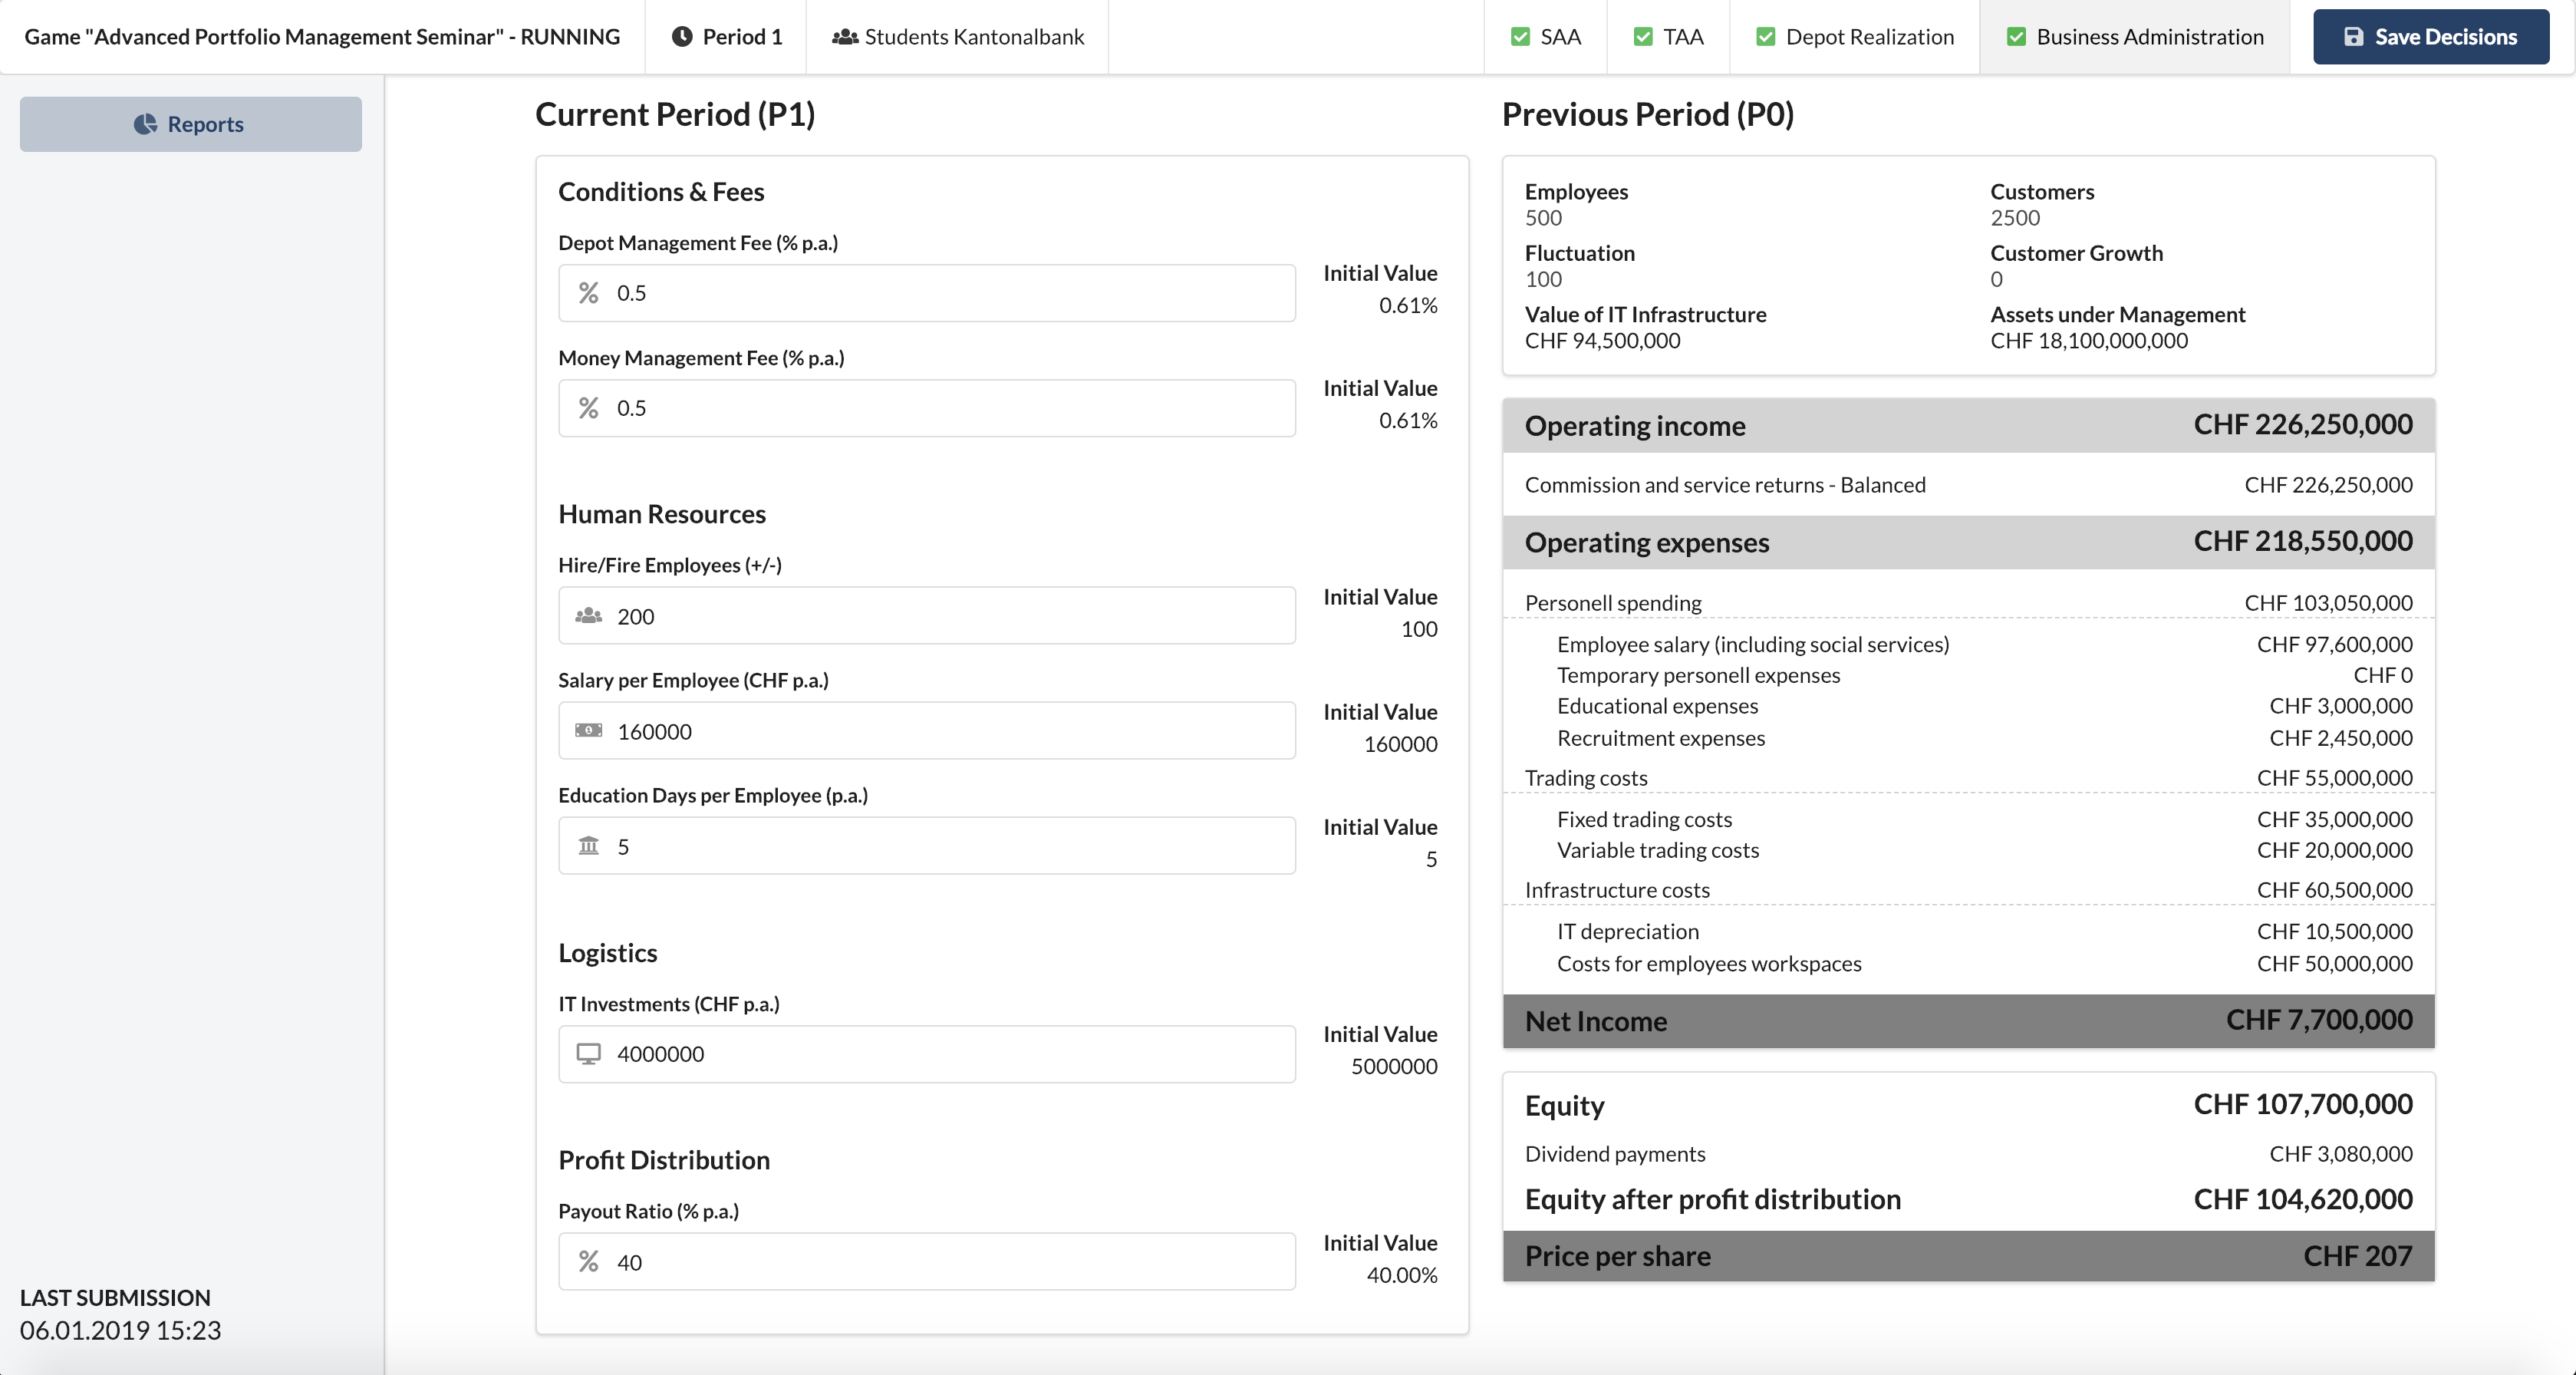 Game "Advanced Portfolio Management Seminar" - RUNNING
Period 1
Students Kantonalbank
SAA
TAA
Depot Realization
Business Administration
Save Decisions
Reports
LAST SUBMISSION
06.01.2019 15:23
Current Period (P1)
Conditions & Fees
Depot Management Fee (% p.a.)
% 0.5
Initial Value
0.61%
Money Management Fee (% p.a.)
% 0.5
Initial Value
0.61%
Human Resources
Hire/Fire Employees (+/-)
200
Initial Value
100
Salary per Employee (CHF p.a.)
160000
Initial Value
160000
Education Days per Employee (p.a.)
5
Initial Value
5
Logistics
IT Investments (CHF p.a.)
4000000
Initial Value
5000000
Profit Distribution
Payout Ratio (% p.a.)
% 40
Initial Value
40.00%
Previous Period (P0)
Employees
500
Customers
2500
Fluctuation
100
Customer Growth
0
Value of IT Infrastructure
CHF 94,500,000
Assets under Management
CHF 18,100,000,000
Operating income CHF 226,250,000
Commission and service returns - Balanced CHF 226,250,000
Operating expenses CHF 218,550,000
Personell spending CHF 103,050,000
Employee salary (including social services) CHF 97,600,000
Temporary personell expenses CHF 0
Educational expenses CHF 3,000,000
Recruitment expenses CHF 2,450,000
Trading costs CHF 55,000,000
Fixed trading costs CHF 35,000,000
Variable trading costs CHF 20,000,000
Infrastructure costs CHF 60,500,000
IT depreciation CHF 10,500,000
Costs for employees workspaces CHF 50,000,000
Net Income CHF 7,700,000
Equity CHF 107,700,000
Dividend payments CHF 3,080,000
Equity after profit distribution CHF 104,620,000
Price per share CHF 207